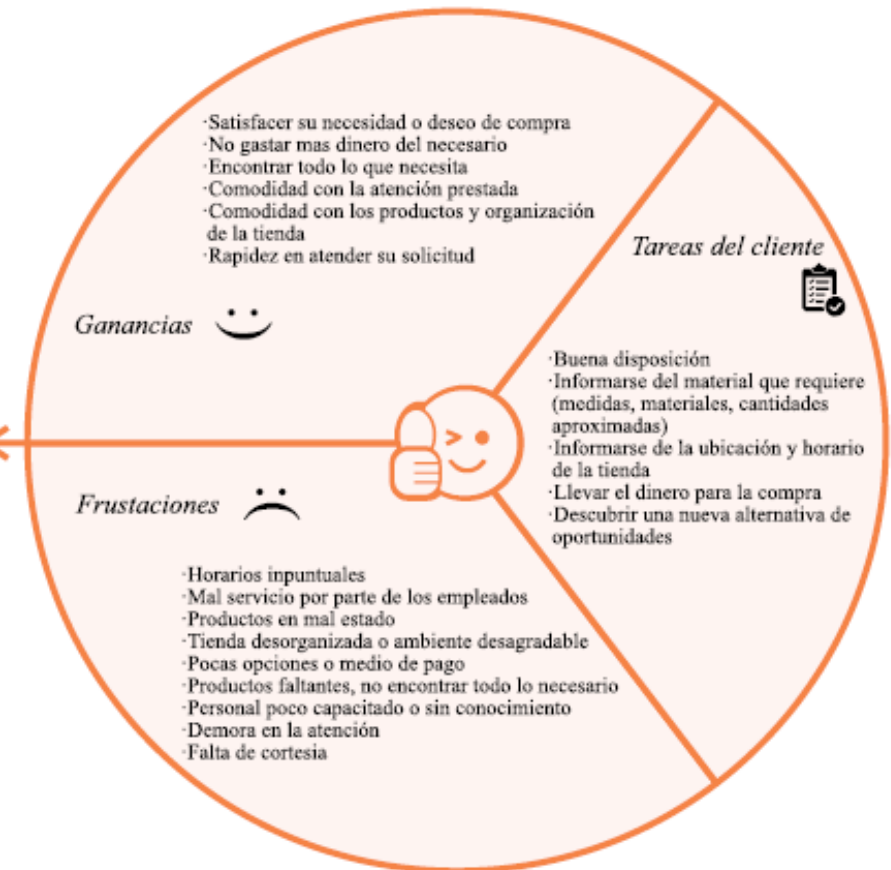 ·Satisfacer su necesidad o deseo de compra
·No gastar mas dinero del necesario
·Encontrar todo lo que necesita
·Comodidad con la atención prestada
·Comodidad con los productos y organización
de la tienda
·Rapidez en atender su solicitud
Ganancias
Tareas del cliente
·Buena disposición
·Informarse del material que requiere
(medidas, materiales, cantidades
aproximadas)
·Informarse de la ubicación y horario
de la tienda
·Llevar el dinero para la compra
·Descubrir una nueva alternativa de
oportunidades
Frustaciones
·Horarios inpuntuales
·Mal servicio por parte de los empleados
·Productos en mal estado
·Tienda desorganizada o ambiente desagradable
·Pocas opciones o medio de pago
·Productos faltantes, no encontrar todo lo necesario
·Personal poco capacitado o sin conocimiento
·Demora en la atención
·Falta de cortesia